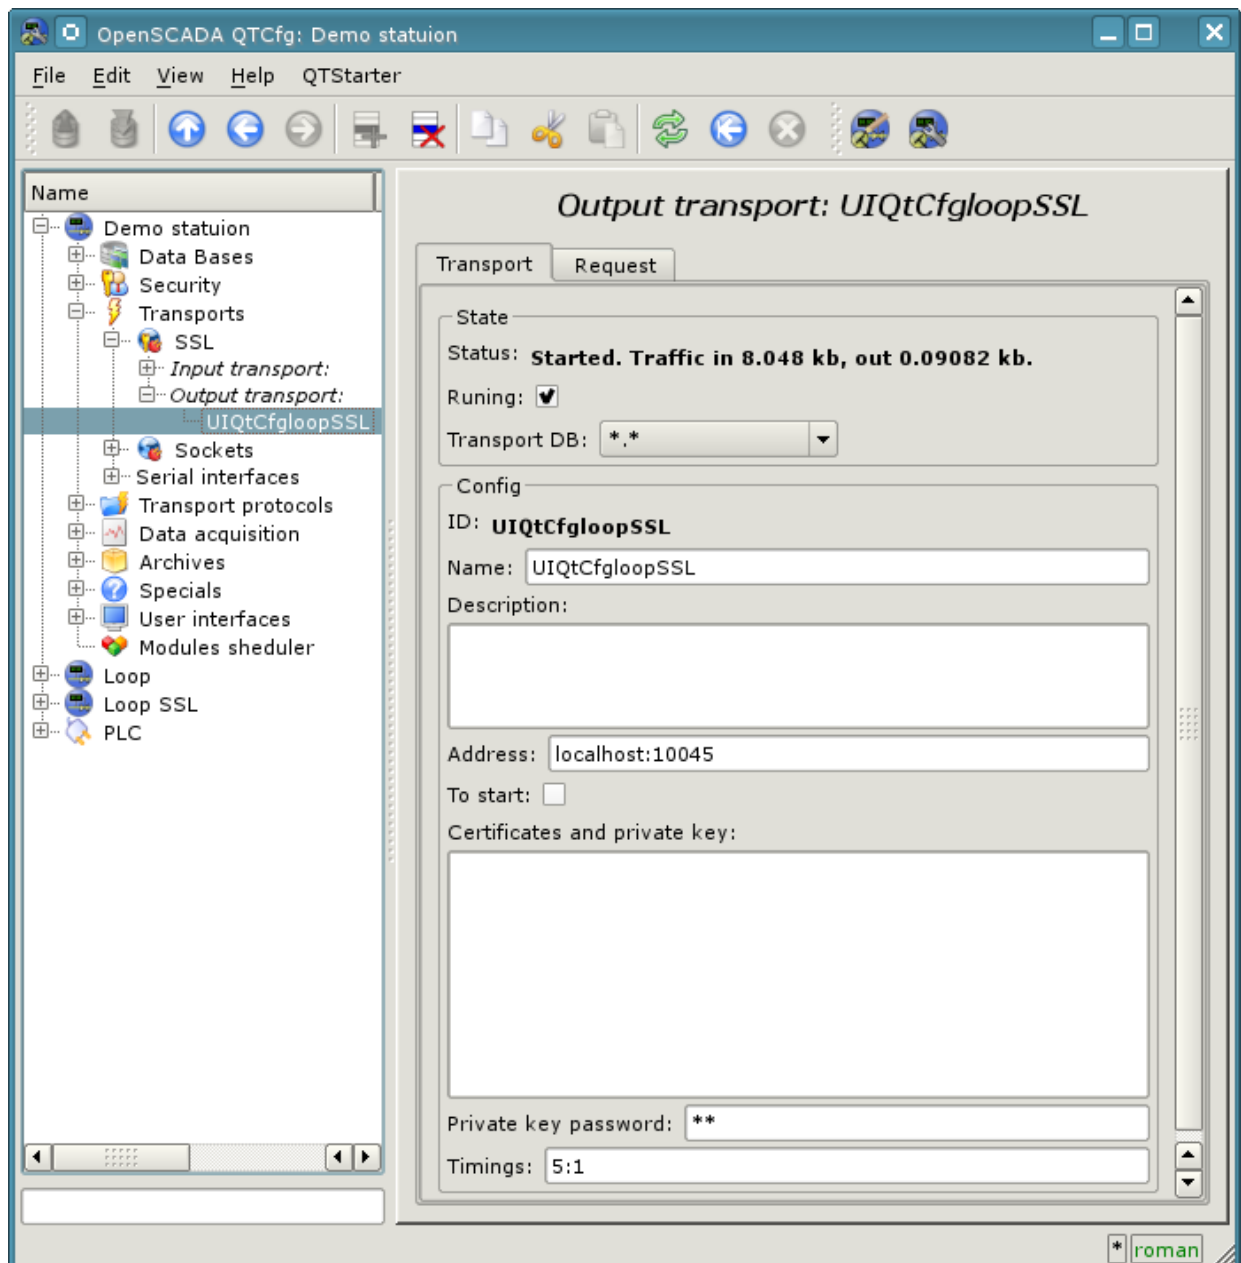 OpenSCADA QTCfg: Demo statuion
File Edit View Help QTStarter
Name
Demo statuion
Data Bases
Security
Transports
SSL
Input transport:
Output transport:
UIQtCfgloopSSL
Sockets
Serial interfaces
Transport protocols
Data acquisition
Archives
Specials
User interfaces
Modules sheduler
Loop
Loop SSL
PLC
Output transport: UIQtCfgloopSSL
Transport Request
State
Status: Started. Traffic in 8.048 kb, out 0.09082 kb.
Runing:
Transport DB: *.*
Config
ID: UIQtCfgloopSSL
Name: UIQtCfgloopSSL
Description:
Address: localhost:10045
To start:
Certificates and private key:
Private key password: **
Timings: 5:1
* roman